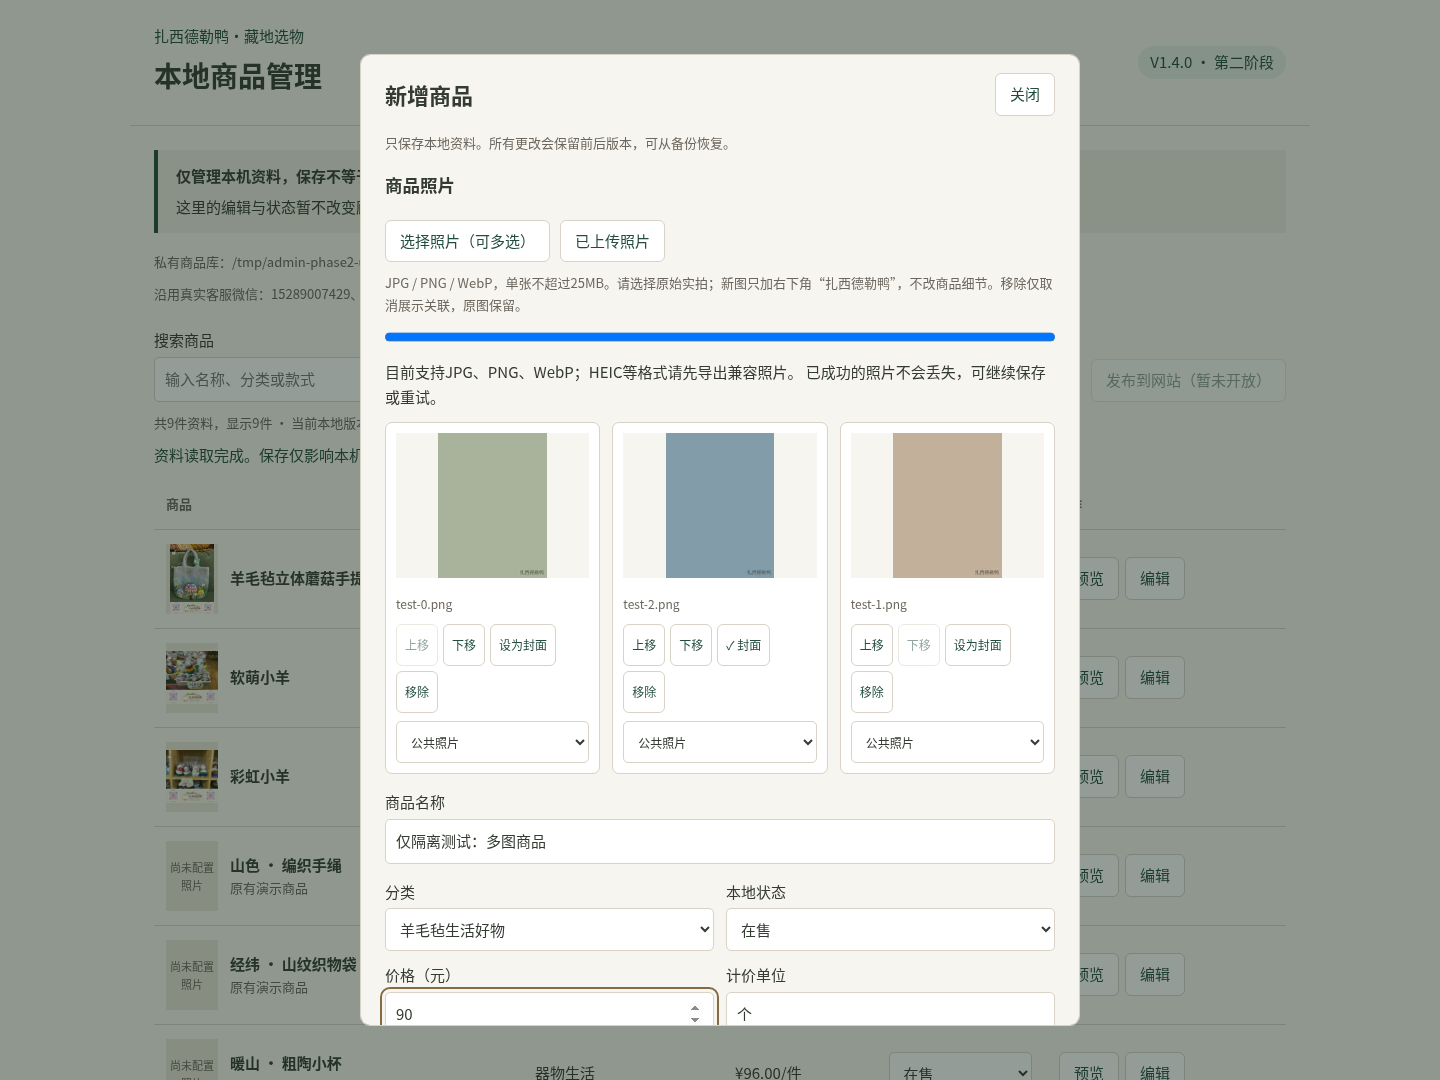 扎西德勒鸭・藏地选物
本地商品管理
V1.4.0 ・ 第二阶段
仅管理本机资料，保存不等
这里的编辑与状态暂不改变
私有商品库：/tmp/admin-phase2-
沿用真实客服微信：15289007429、
搜索商品
输入名称、分类或款式
发布到网站（暂未开放）
共9件资料，显示9件 ・ 当前本地版
资料读取完成。保存仅影响本机
商品
羊毛毡立体蘑菇手提
预览
编辑
软萌小羊
预览
编辑
彩虹小羊
预览
编辑
尚未配置
照片
山色 ・ 编织手绳
原有演示商品
预览
编辑
尚未配置
照片
经纬 ・ 山纹织物袋
原有演示商品
预览
编辑
尚未配置
暖山 ・ 粗陶小杯
器物生活
¥96.00/件
在售
预览
编辑
新增商品
关闭
只保存本地资料。所有更改会保留前后版本，可从备份恢复。
商品照片
选择照片（可多选）
已上传照片
JPG / PNG / WebP，单张不超过25MB。请选择原始实拍；新图只加右下角“扎西德勒鸭”，不改商品细节。移除仅取
消展示关联，原图保留。
目前支持JPG、PNG、WebP；HEIC等格式请先导出兼容照片。 已成功的照片不会丢失，可继续保存
或重试。
扎西德勒鸭
扎西德勒鸭
扎西德勒鸭
test-0.png
test-2.png
test-1.png
上移
下移
设为封面
移除
公共照片
上移
下移
✓封面
移除
公共照片
上移
下移
设为封面
移除
公共照片
商品名称
仅隔离测试：多图商品
分类
本地状态
羊毛毡生活好物
在售
价格（元）
计价单位
90
个